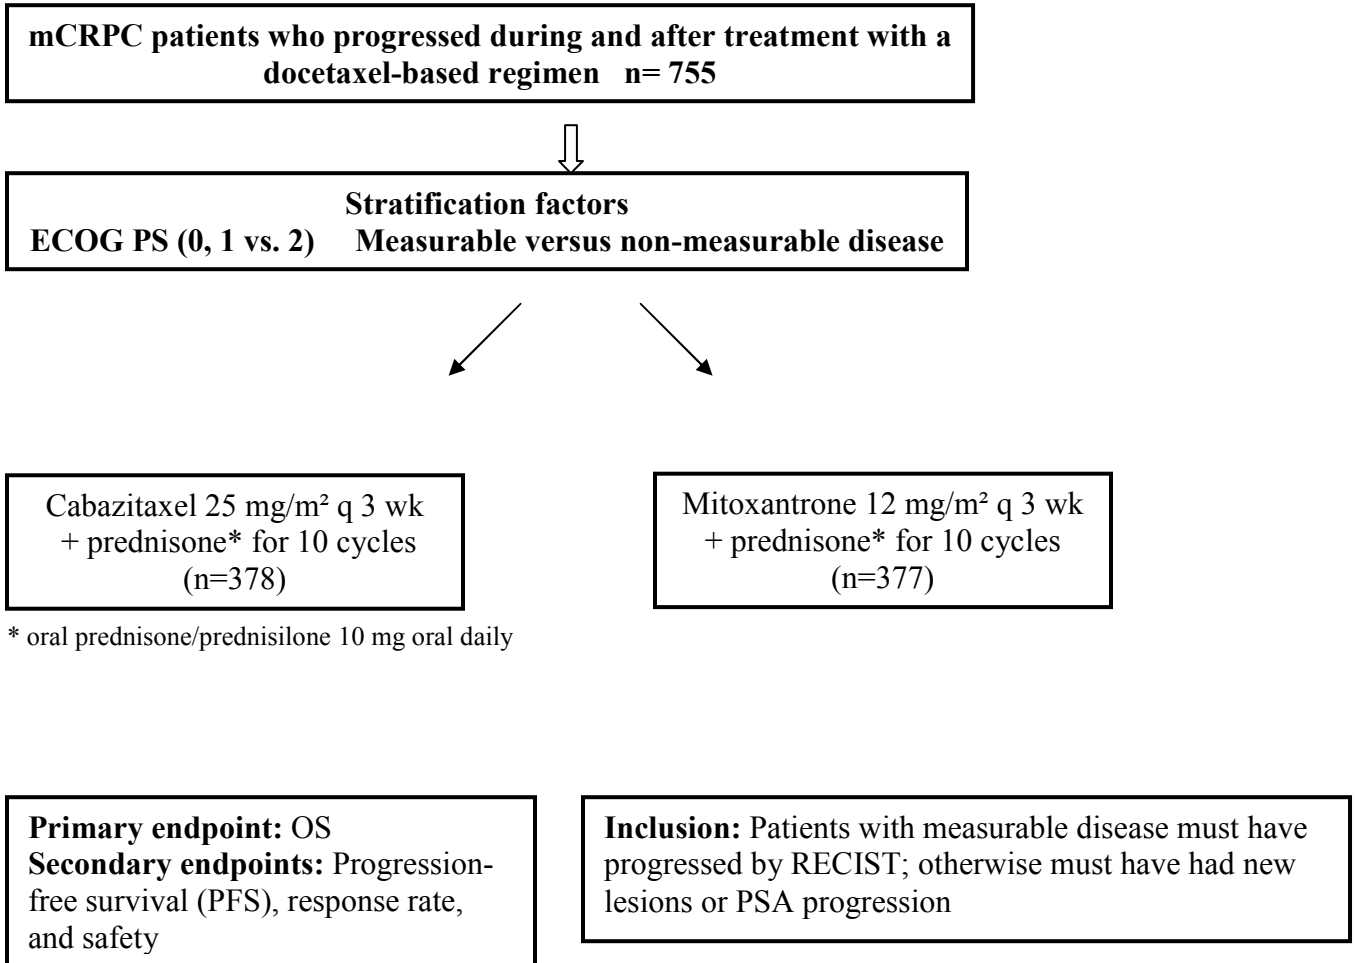 mCRPC patients who progressed during and after treatment with a
docetaxel-based regimen n= 755
Stratification factors
ECOG PS (0, 1 vs. 2) Measurable versus non-measurable disease
Cabazitaxel 25 mg/m² q 3 wk
+ prednisone* for 10 cycles
(n=378)
Mitoxantrone 12 mg/m² q 3 wk
+ prednisone* for 10 cycles
(n=377)
* oral prednisone/prednisilone 10 mg oral daily
Primary endpoint: OS
Secondary endpoints: Progression-
free survival (PFS), response rate,
and safety
Inclusion: Patients with measurable disease must have
progressed by RECIST; otherwise must have had new
lesions or PSA progression